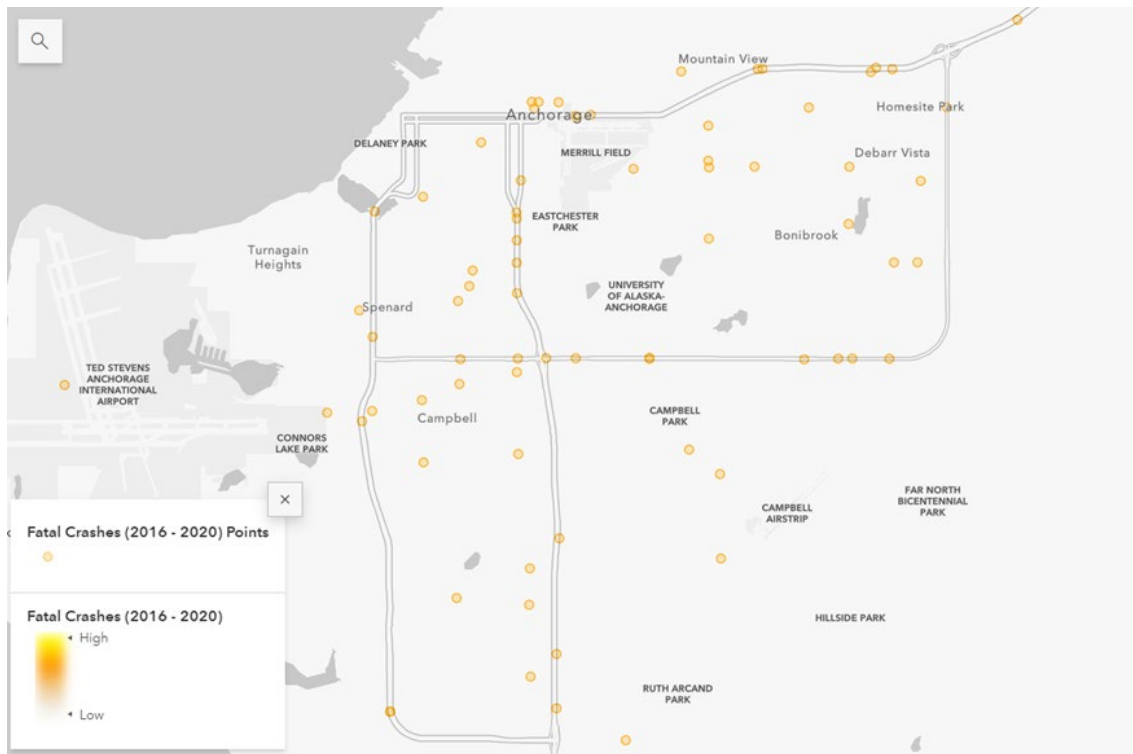 Mountain View
Homesite Park
Anchorage
DELANEY PARK
MERRILL FIELD
Debarr Vista
EASTCHESTER
PARK
Bonibrook
Turnagain
Heights
UNIVERSITY
OF ALASKA-
ANCHORAGE
Spenard
TED STEVENS
ANCHORAGE
INTERNATIONAL
AIRPORT
Campbell
CAMPBELL
PARK
CONNORS
LAKE PARK
FAR NORTH
BICENTENNIAL
PARK
CAMPBELL
AIRSTRIP
HILLSIDE PARK
RUTH ARCAND
PARK
Fatal Crashes (2016 - 2020) Points
Fatal Crashes (2016 - 2020)
High
Low